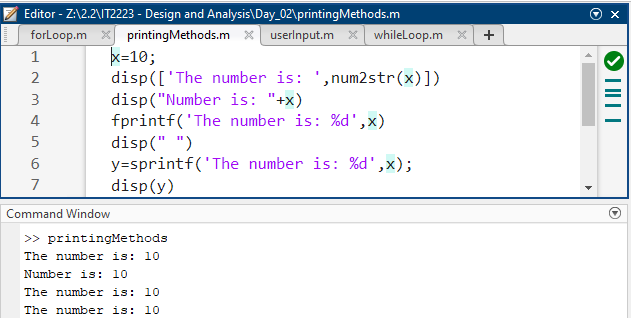 Editor - Z:\2.2\IT2223 - Design and Analysis\Day_02\printingMethods.m
forLoop.m printingMethods.m userInput.m whileLoop.m +
1 x=10;
2 disp(['The number is: ',num2str(x)])
3 disp("Number is: "+x)
4 fprintf('The number is: %d',x)
5 disp(" ")
6 y=sprintf('The number is: %d',x);
7 disp(y)
Command Window
>> printingMethods
The number is: 10
Number is: 10
The number is: 10
The number is: 10